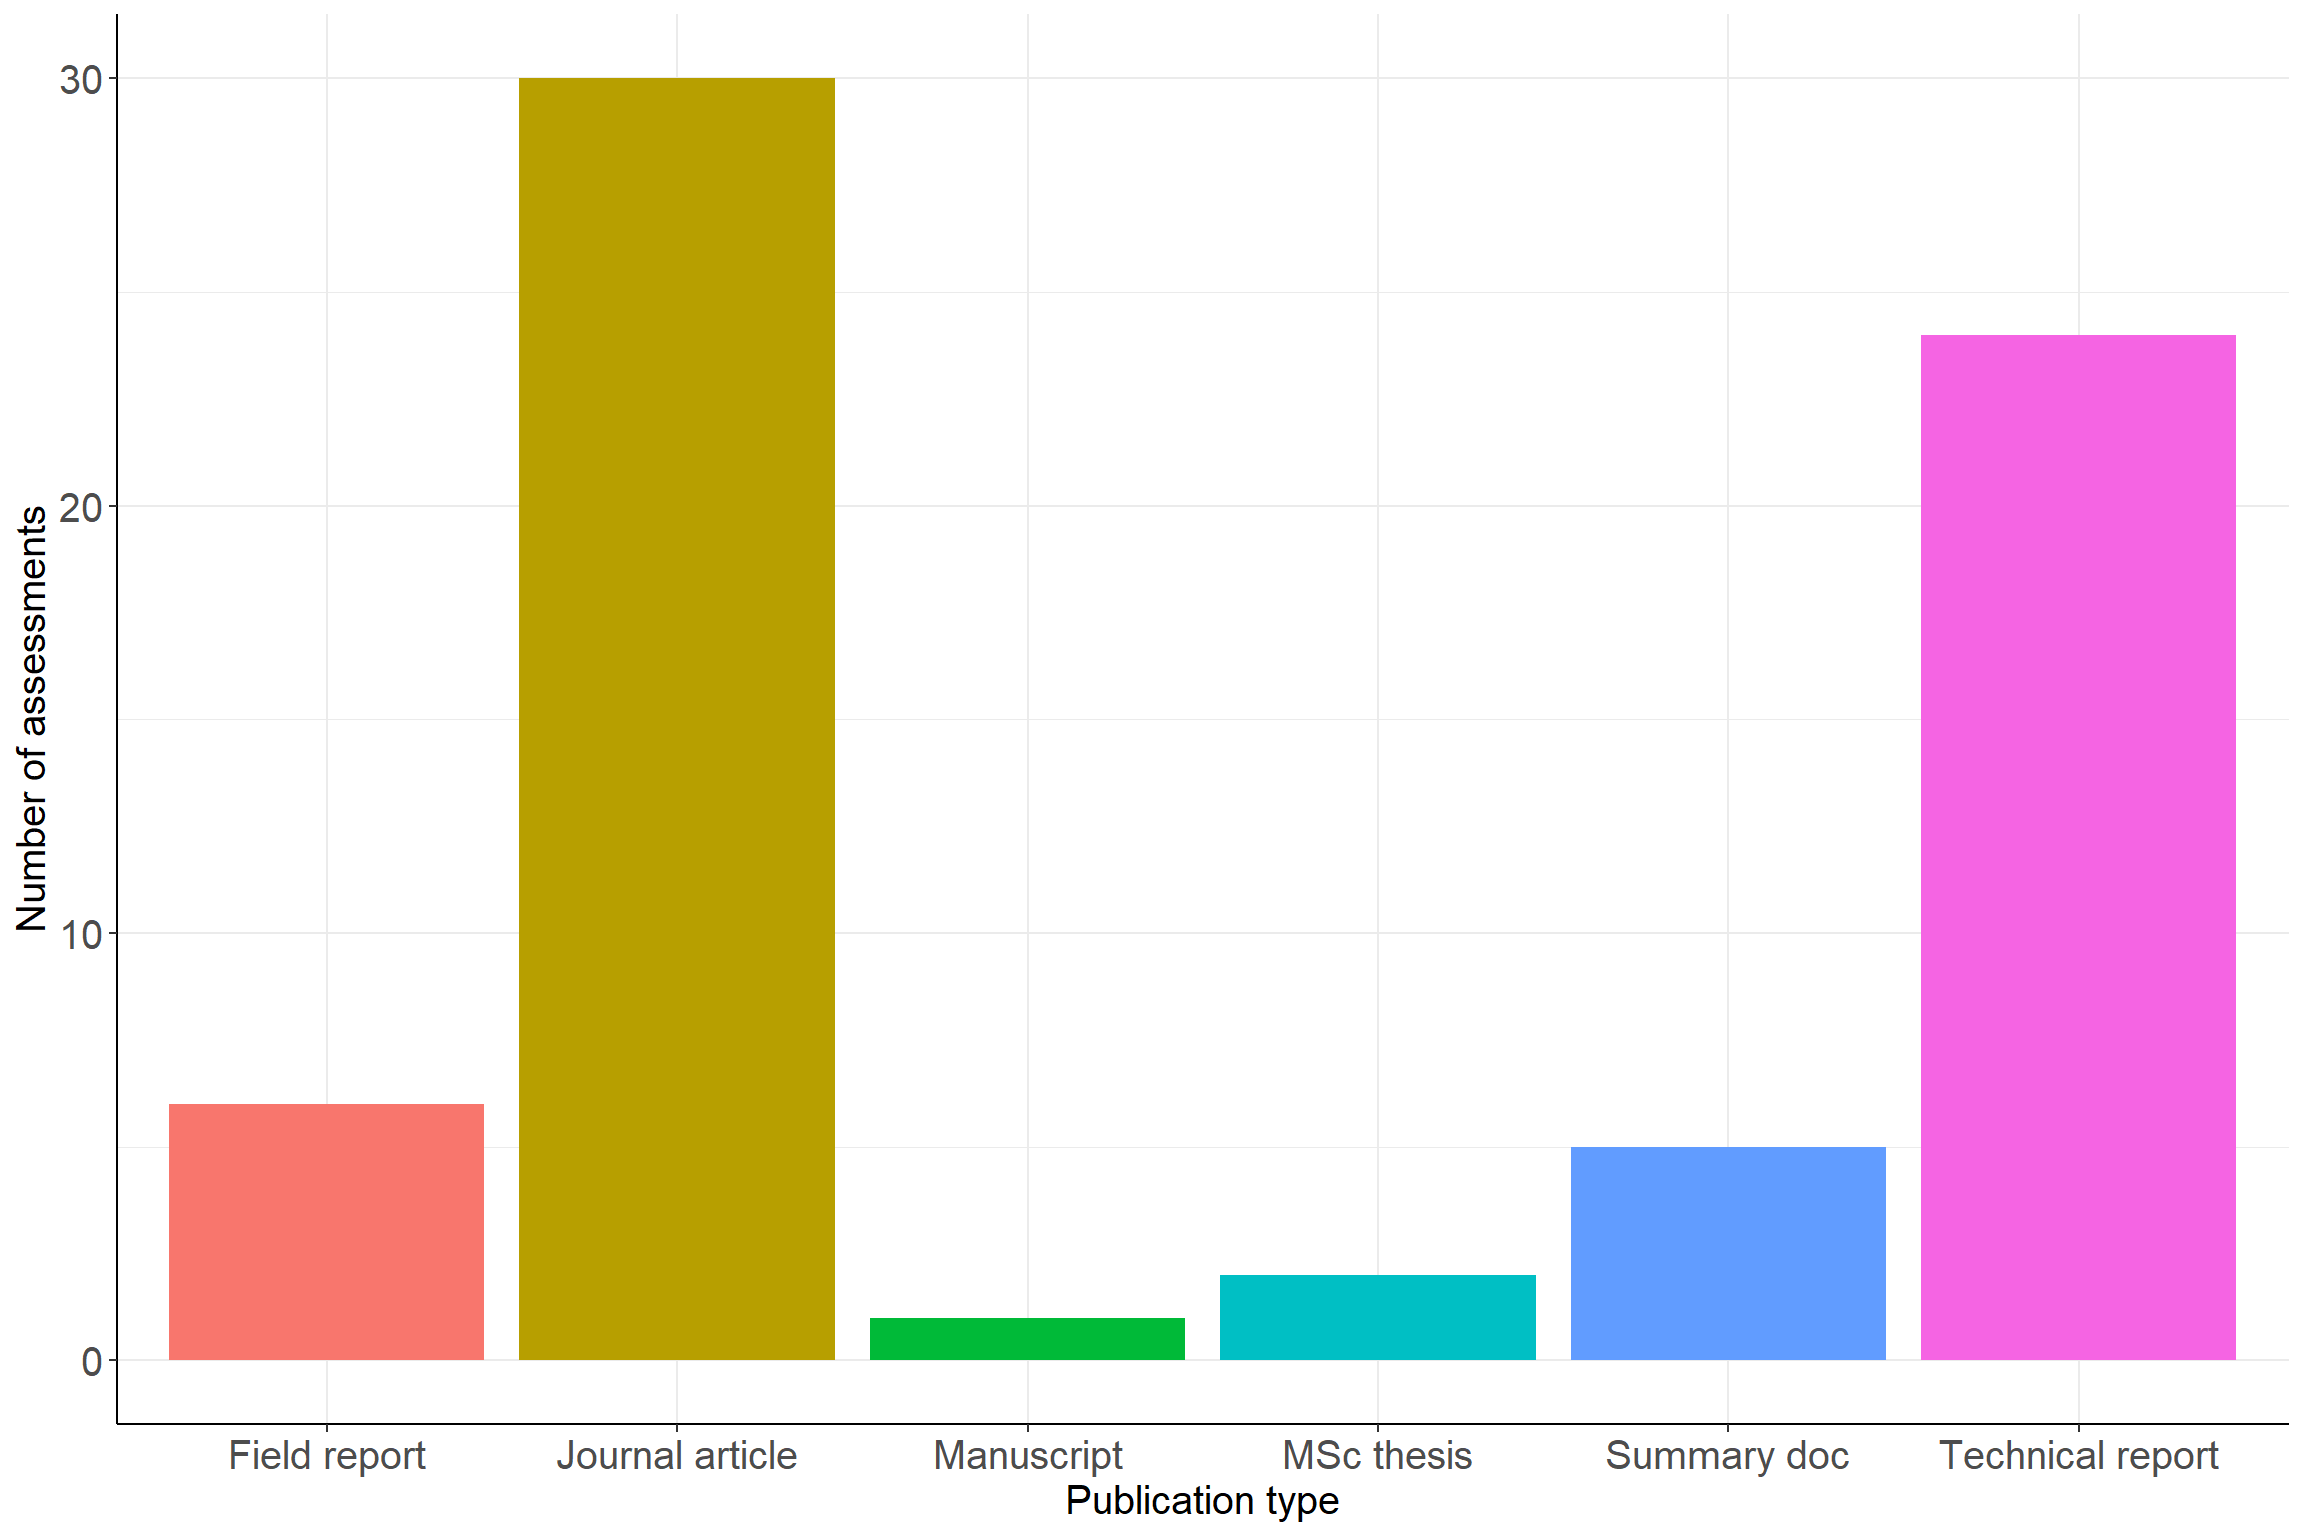 Number of assessments
30
20
10
0
Field report
Journal article
Manuscript
MSc thesis
Summary doc
Technical report
Publication type